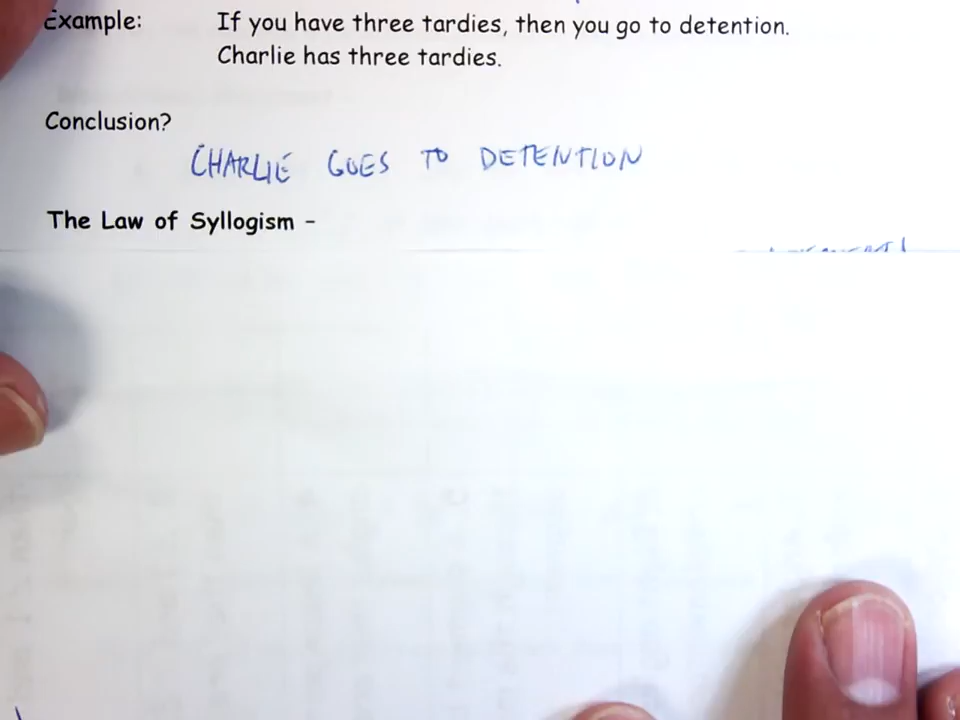 Example: If you have three tardies, then you go to detention.
Charlie has three tardies.
Conclusion?
CHARLIE GOES TO DETENTION
The Law of Syllogism -